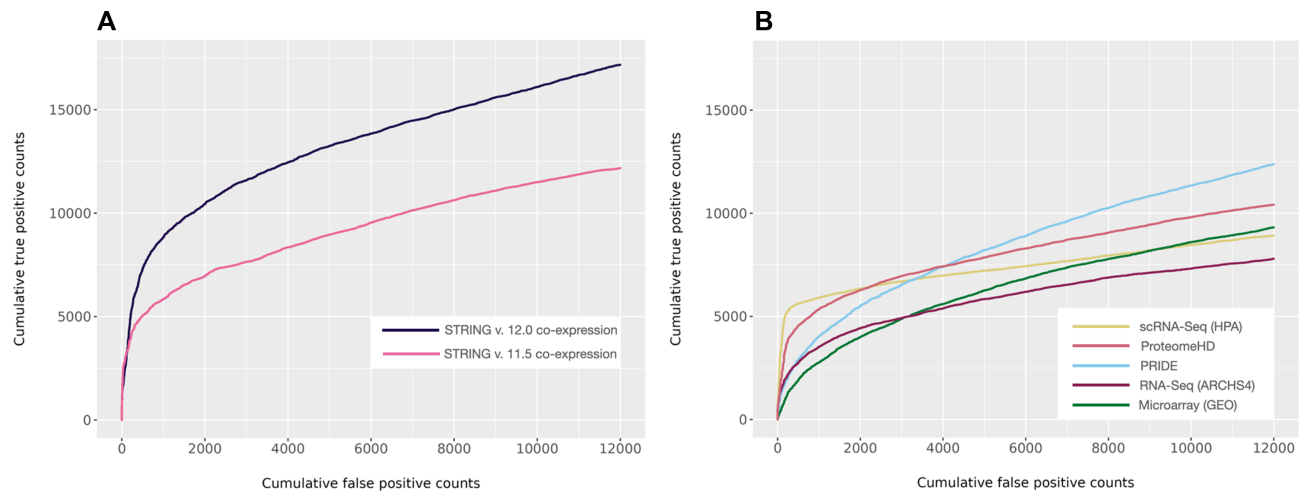 A
Cumulative true positive counts
15000
10000
5000
0
STRING v. 12.0 co-expression
STRING v. 11.5 co-expression
0 2000 4000 6000 8000 10000 12000
Cumulative false positive counts
B
Cumulative true positive counts
15000
10000
5000
0
scRNA-Seq (HPA)
ProteomeHD
PRIDE
RNA-Seq (ARCHS4)
Microarray (GEO)
0 2000 4000 6000 8000 10000 12000
Cumulative false positive counts